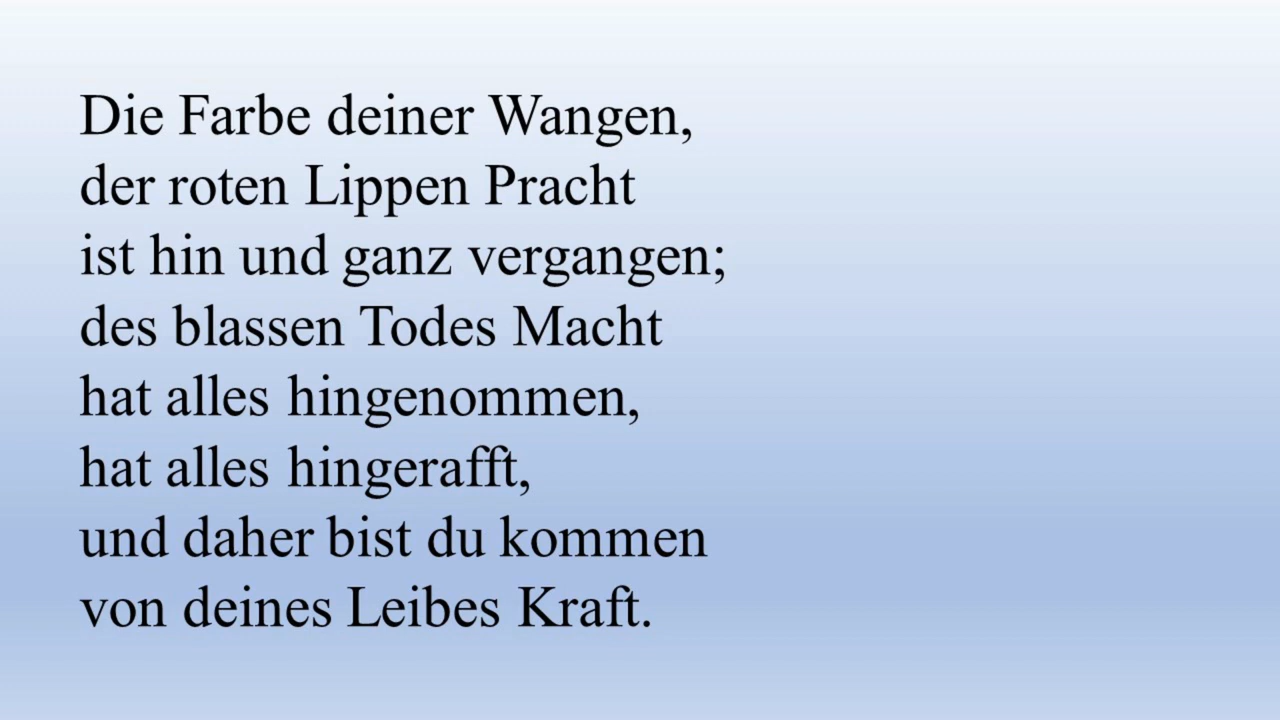 Die Farbe deiner Wangen,
der roten Lippen Pracht
ist hin und ganz vergangen;
des blassen Todes Macht
hat alles hingenommen,
hat alles hingerafft,
und daher bist du kommen
von deines Leibes Kraft.